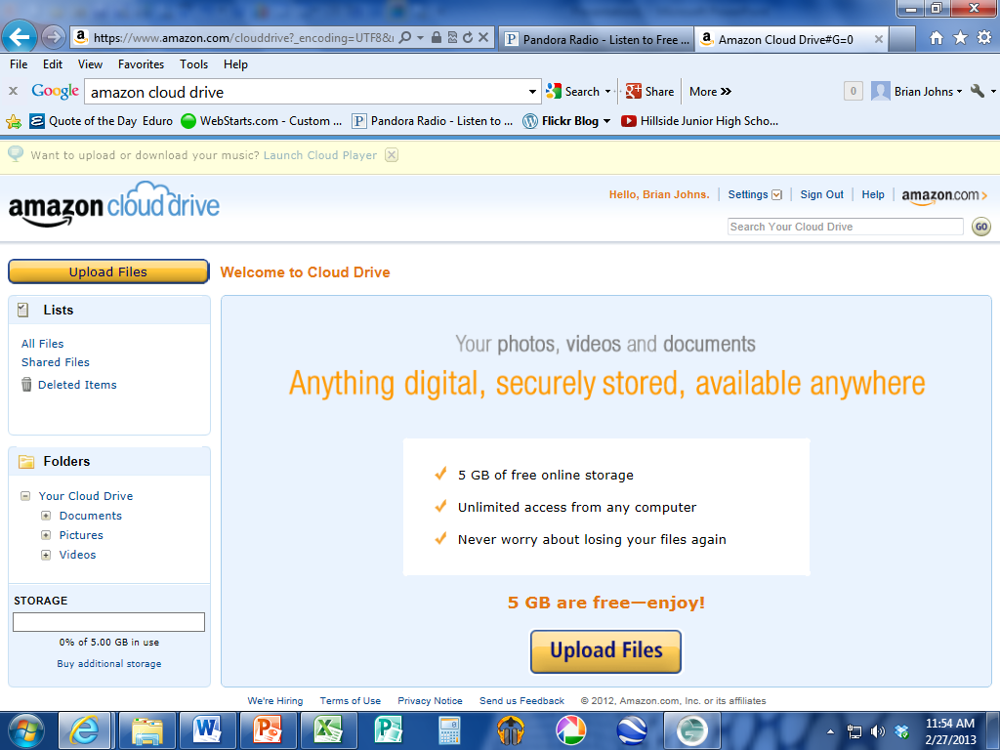 https://www.amazon.com/clouddrive?_encoding=UTF8&
Pandora Radio - Listen to Free ...
Amazon Cloud Drive#G=0
File Edit View Favorites Tools Help
Google amazon cloud drive Search Share More 0 Brian Johns
Quote of the Day Eduro WebStarts.com - Custom ... Pandora Radio - Listen to ... Flickr Blog Hillside Junior High Scho...
Want to upload or download your music? Launch Cloud Player
amazon cloud drive
Hello, Brian Johns. Settings Sign Out Help amazon.com
Search Your Cloud Drive GO
Upload Files
Welcome to Cloud Drive
Lists
All Files
Shared Files
Deleted Items
Folders
Your Cloud Drive
Documents
Pictures
Videos
STORAGE
0% of 5.00 GB in use
Buy additional storage
Your photos, videos and documents
Anything digital, securely stored, available anywhere
5 GB of free online storage
Unlimited access from any computer
Never worry about losing your files again
5 GB are free—enjoy!
Upload Files
We're Hiring Terms of Use Privacy Notice Send us Feedback © 2012, Amazon.com, Inc. or its affiliates
11:54 AM
2/27/2013